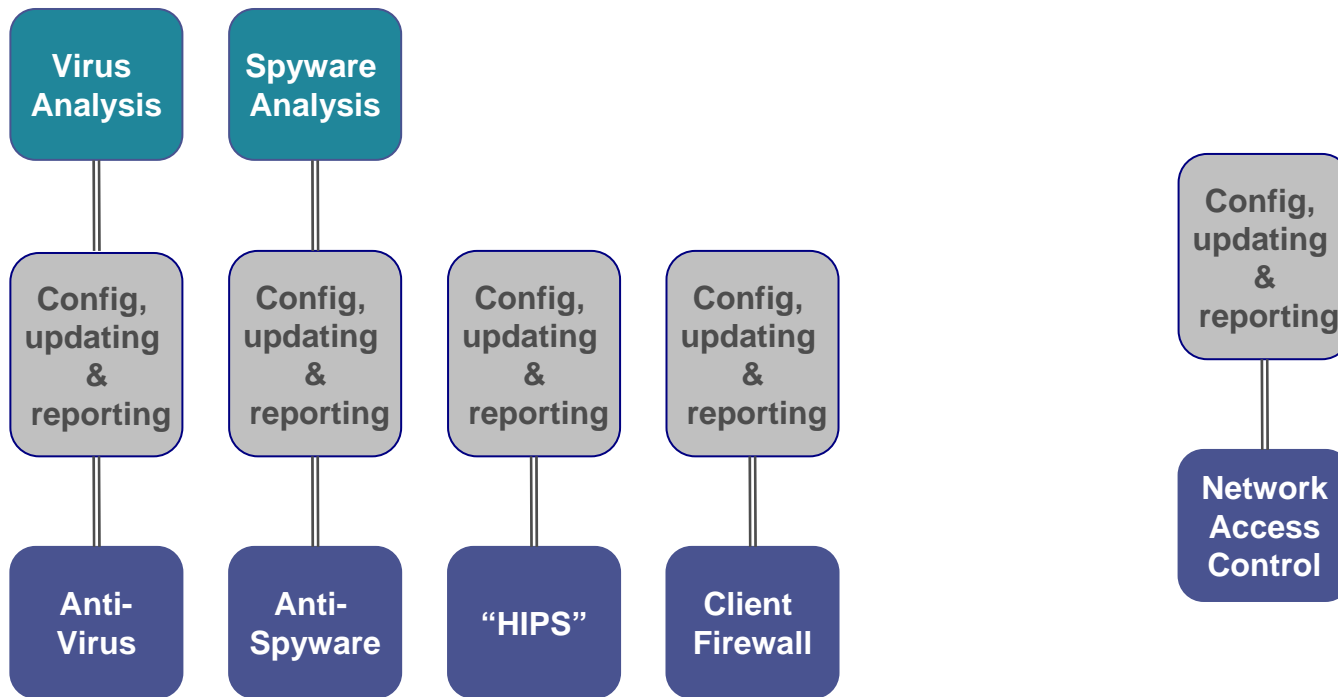 Virus
Analysis
Spyware
Analysis
Config,
updating
&
reporting
Config,
updating
&
reporting
Config,
updating
&
reporting
Config,
updating
&
reporting
Config,
updating
&
reporting
Anti-
Virus
Anti-
Spyware
“HIPS”
Client
Firewall
Network
Access
Control